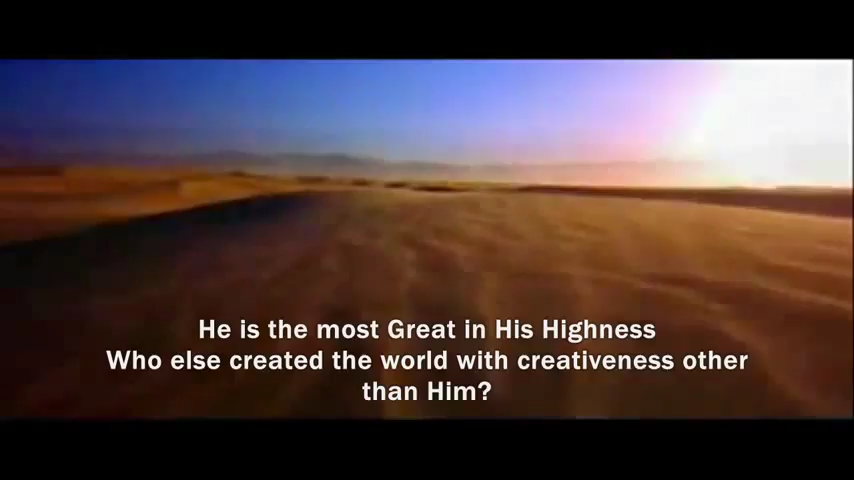 He is the most Great in His Highness
Who else created the world with creativeness other
than Him?